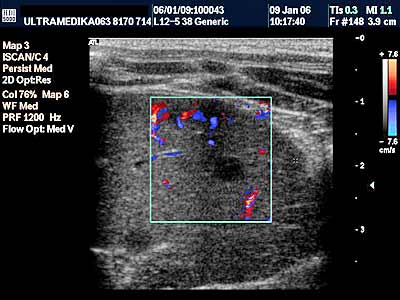 ULTRAMEDIKA063 8170 714
06/01/09:100043
L12-5 38 Generic
09 Jan 06
10:17:40
TIs 0.3 MI 1.1
Fr #148 3.9 cm
Map 3
ISCAN/C 4
Persist Med
2D Opt:Res
Col 76% Map 6
WF Med
PRF 1200 Hz
Flow Opt: Med V
ATL
-0
-1
-2
-3
+ 7.6
- 7.6
cm/s